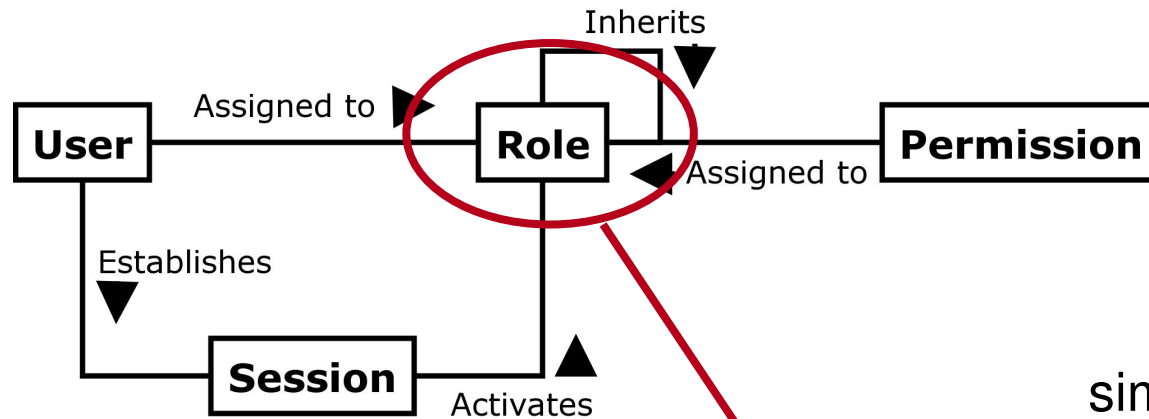 Inherits
Assigned to
User
Role
Permission
Assigned to
Establishes
Session
Activates